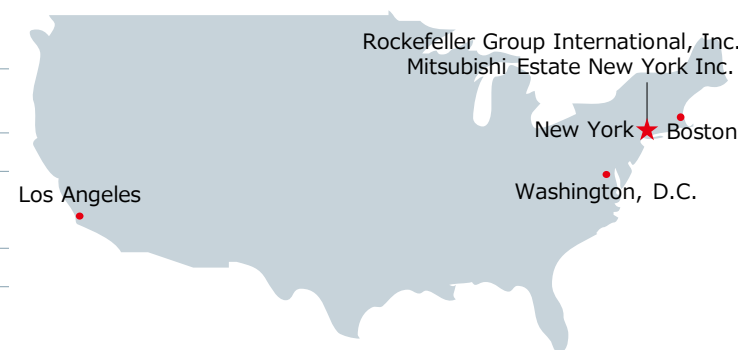 Rockefeller Group International, Inc.
Mitsubishi Estate New York Inc.
New York
Boston
Los Angeles
Washington, D.C.